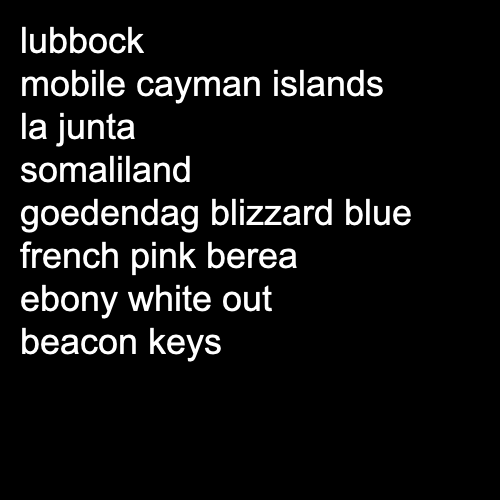 lubbock
mobile cayman islands
la junta
somaliland
goedendag blizzard blue
french pink berea
ebony white out
beacon keys